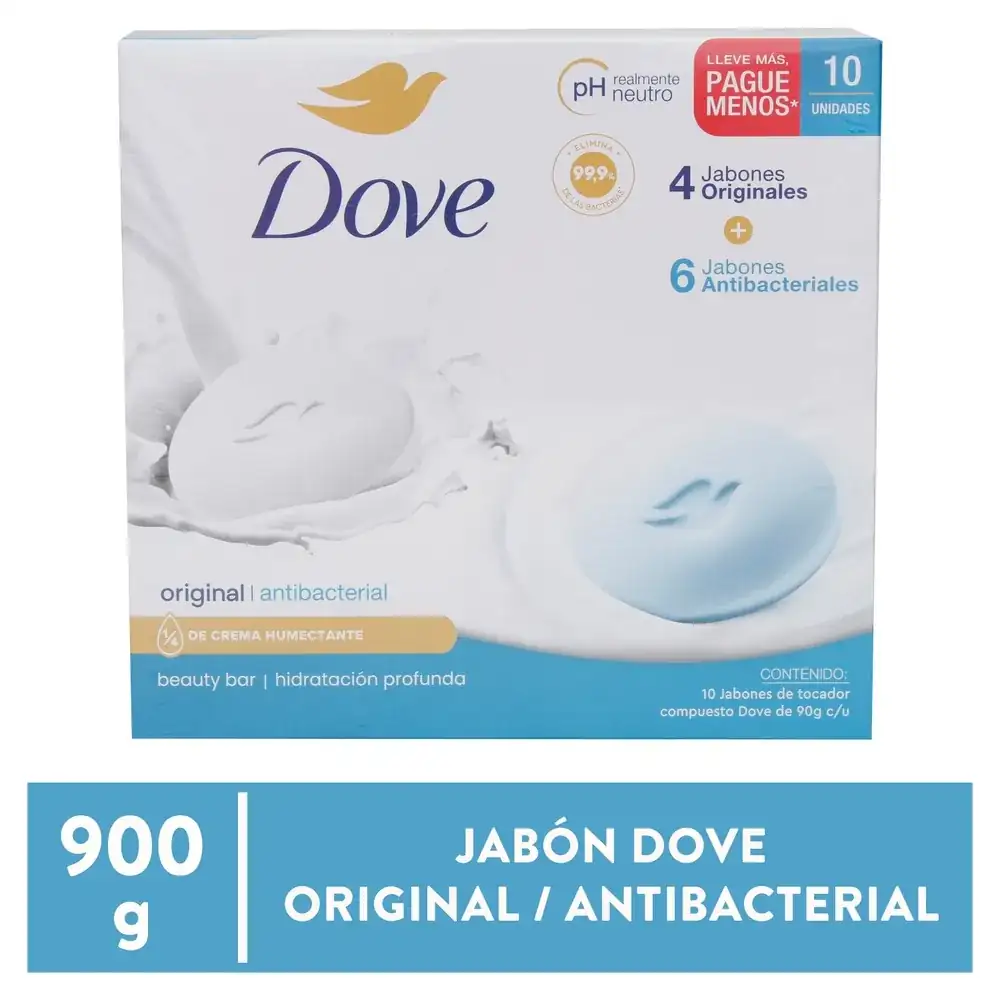 Dove
pH realmente
neutro
LLEVE MÁS,
PAGUE
MENOS*
10
UNIDADES
ELIMINA
99,9%
DE LAS BACTERIAS*
4 Jabones
Originales
+
6 Jabones
Antibacteriales
original | antibacterial
1/4 DE CREMA HUMECTANTE
beauty bar | hidratación profunda
CONTENIDO:
10 Jabones de tocador
compuesto Dove de 90g c/u
900
g
JABÓN DOVE
ORIGINAL / ANTIBACTERIAL